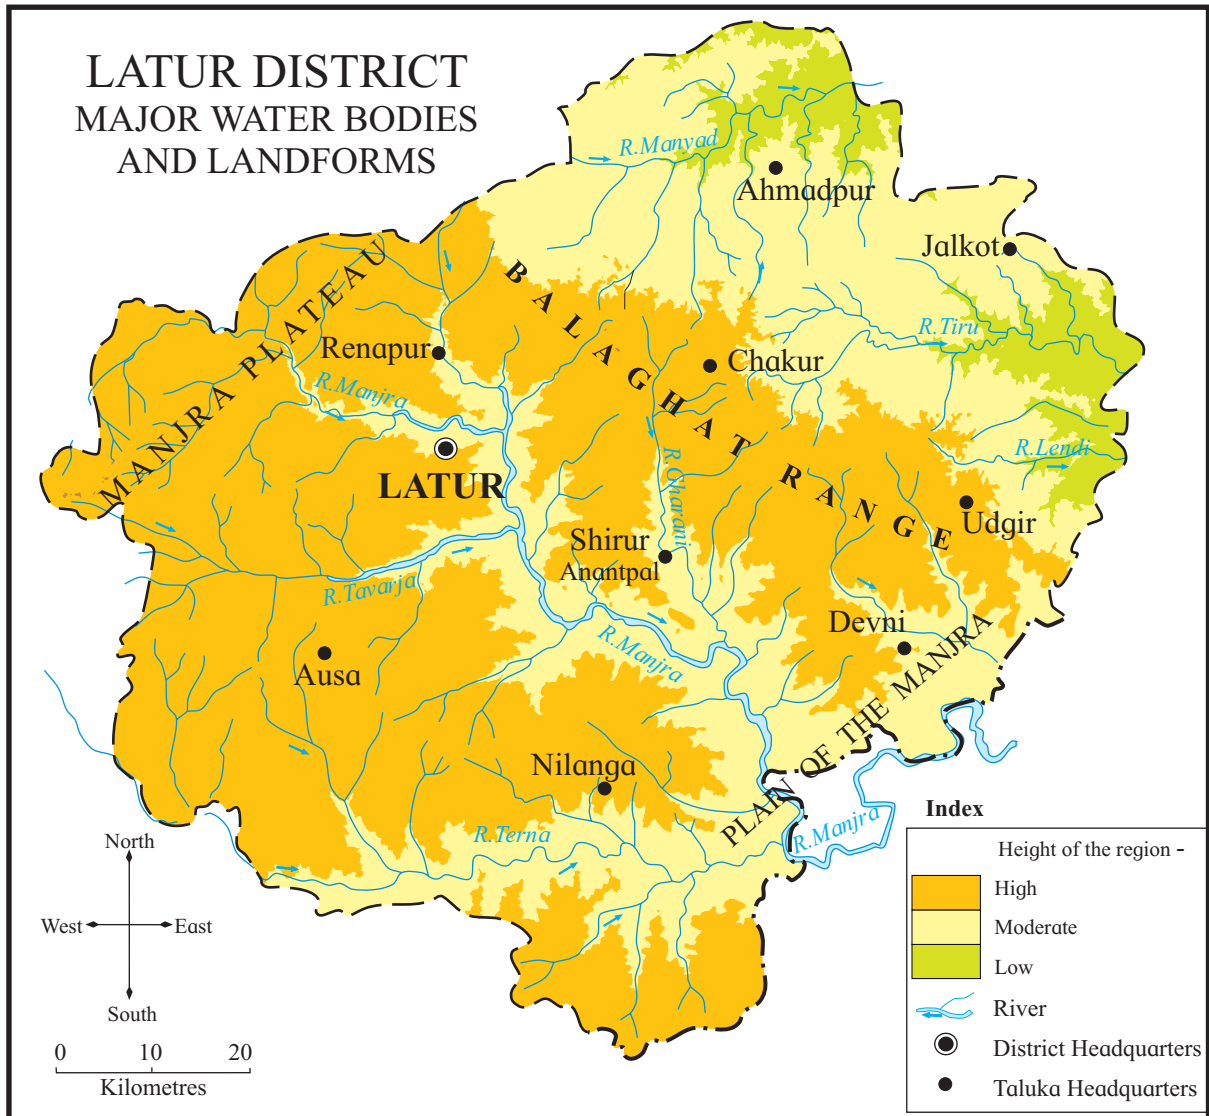 LATUR DISTRICT
MAJOR WATER BODIES
AND LANDFORMS
R.Manyad
Ahmadpur
Jalkot
MANJRA PLATEAU
BALAGHAT RANGE
R.Tiru
Renapur
Chakur
R.Manjra
R.Lendi
LATUR
R.Gharani
Udgir
Shirur
Anantpal
R.Tavarja
Devni
R.Manjra
Ausa
PLAIN OF THE MANJRA
Nilanga
R.Terna
R.Manjra
North
West
East
South
0 10 20
Kilometres
Index
Height of the region -
High
Moderate
Low
River
District Headquarters
Taluka Headquarters